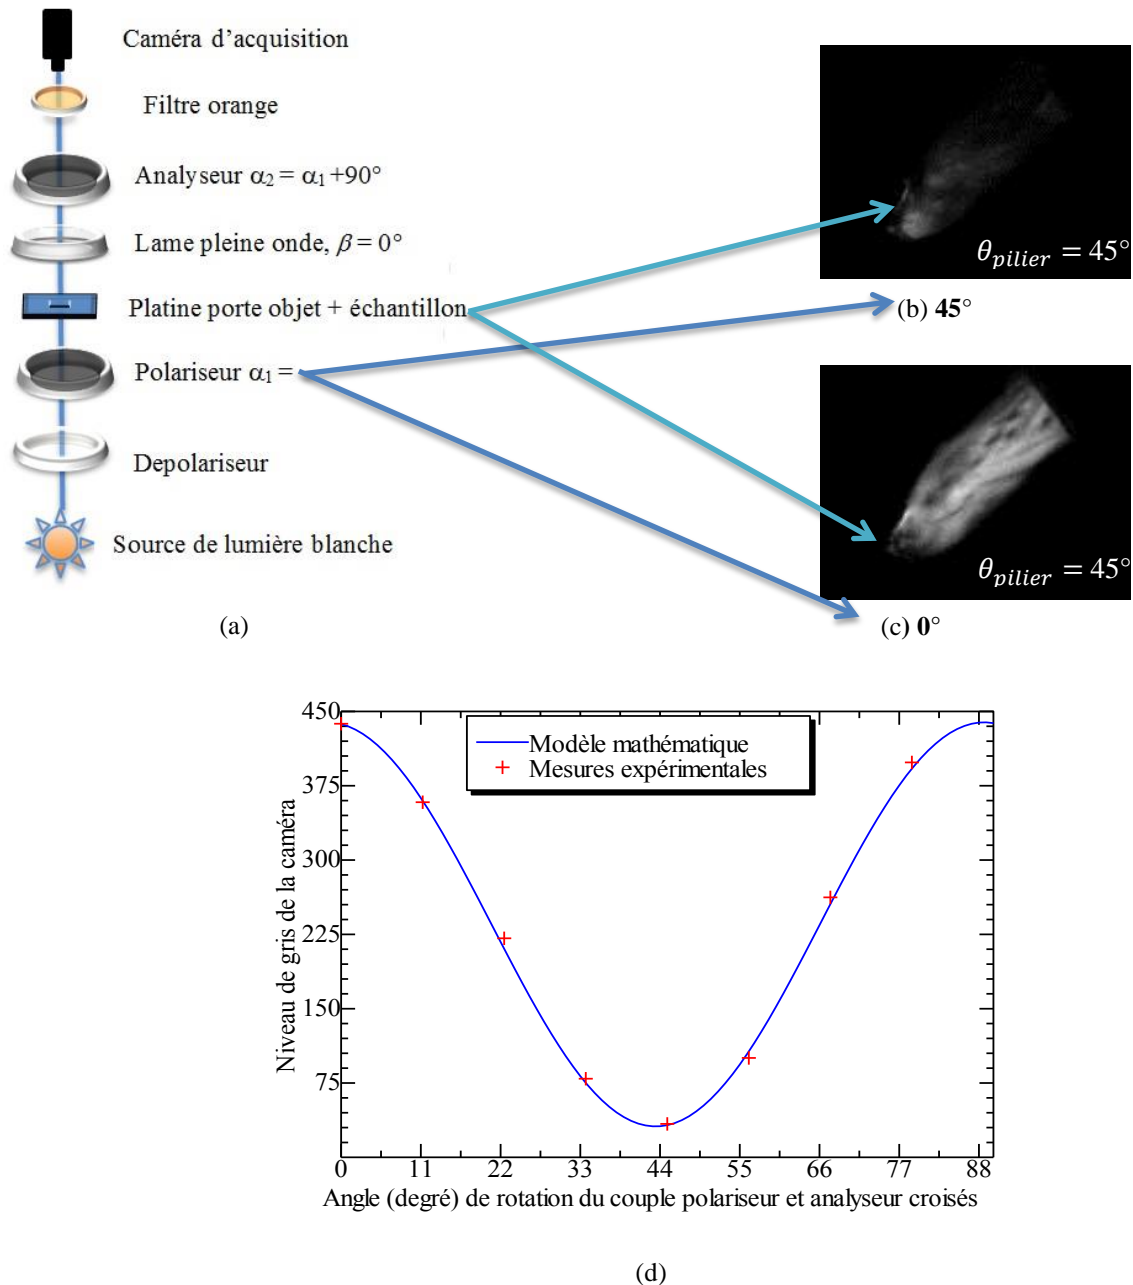 Caméra d'acquisition
Filtre orange
Analyseur α2 = α1 +90°
Lame pleine onde, β = 0°
Platine porte objet + échantillon
Polariseur α1 =
Depolariseur
Source de lumière blanche
(a)
θpilier = 45°
(b) 45°
θpilier = 45°
(c) 0°
450
375
300
225
150
75
Niveau de gris de la caméra
Modèle mathématique
Mesures expérimentales
0 11 22 33 44 55 66 77 88
Angle (degré) de rotation du couple polariseur et analyseur croisés
(d)